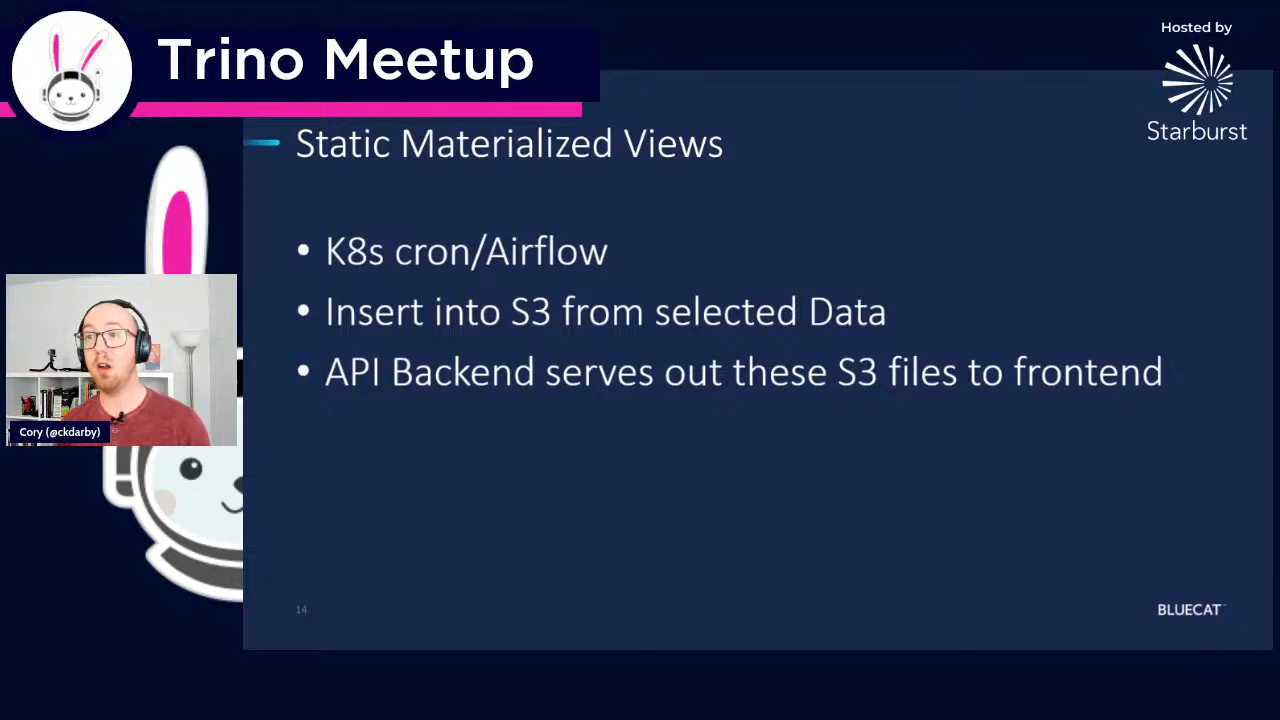 Trino Meetup
Hosted by
Starburst
Static Materialized Views
• K8s cron/Airflow
• Insert into S3 from selected Data
• API Backend serves out these S3 files to frontend
Cory (@ckdarby)
14
BLUECAT